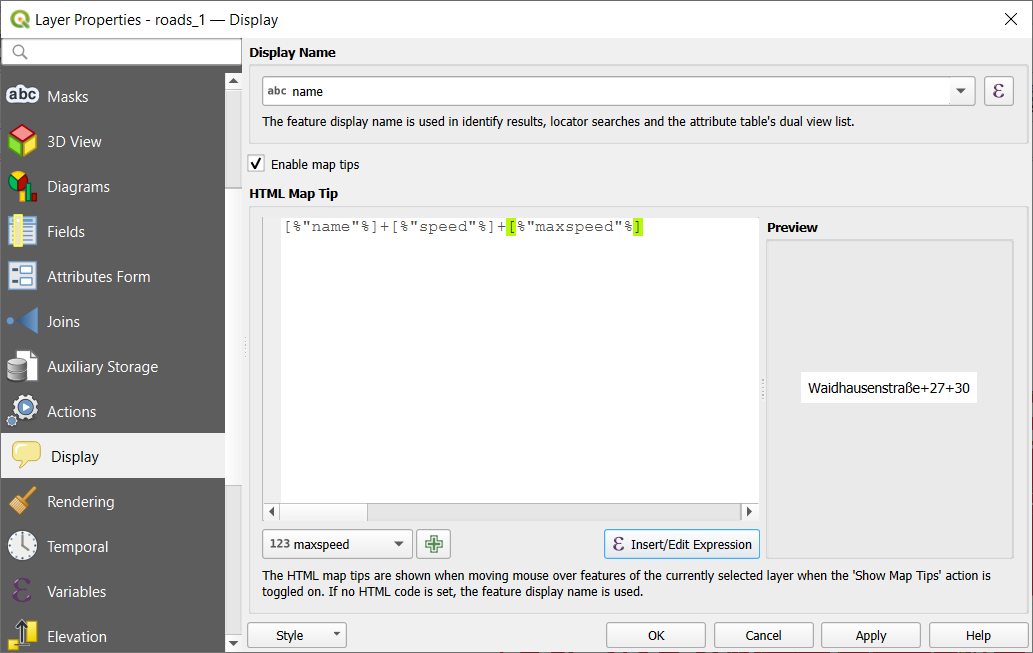 Layer Properties - roads_1 — Display
Masks
3D View
Diagrams
Fields
Attributes Form
Joins
Auxiliary Storage
Actions
Display
Rendering
Temporal
Variables
Elevation
Display Name
abc name
ε
The feature display name is used in identify results, locator searches and the attribute table's dual view list.
Enable map tips
HTML Map Tip
[%"name"%]+[%"speed"%]+[%"maxspeed"%]
Preview
Waidhausenstraße+27+30
123 maxspeed
ε Insert/Edit Expression
The HTML map tips are shown when moving mouse over features of the currently selected layer when the 'Show Map Tips' action is
toggled on. If no HTML code is set, the feature display name is used.
Style
OK
Cancel
Apply
Help